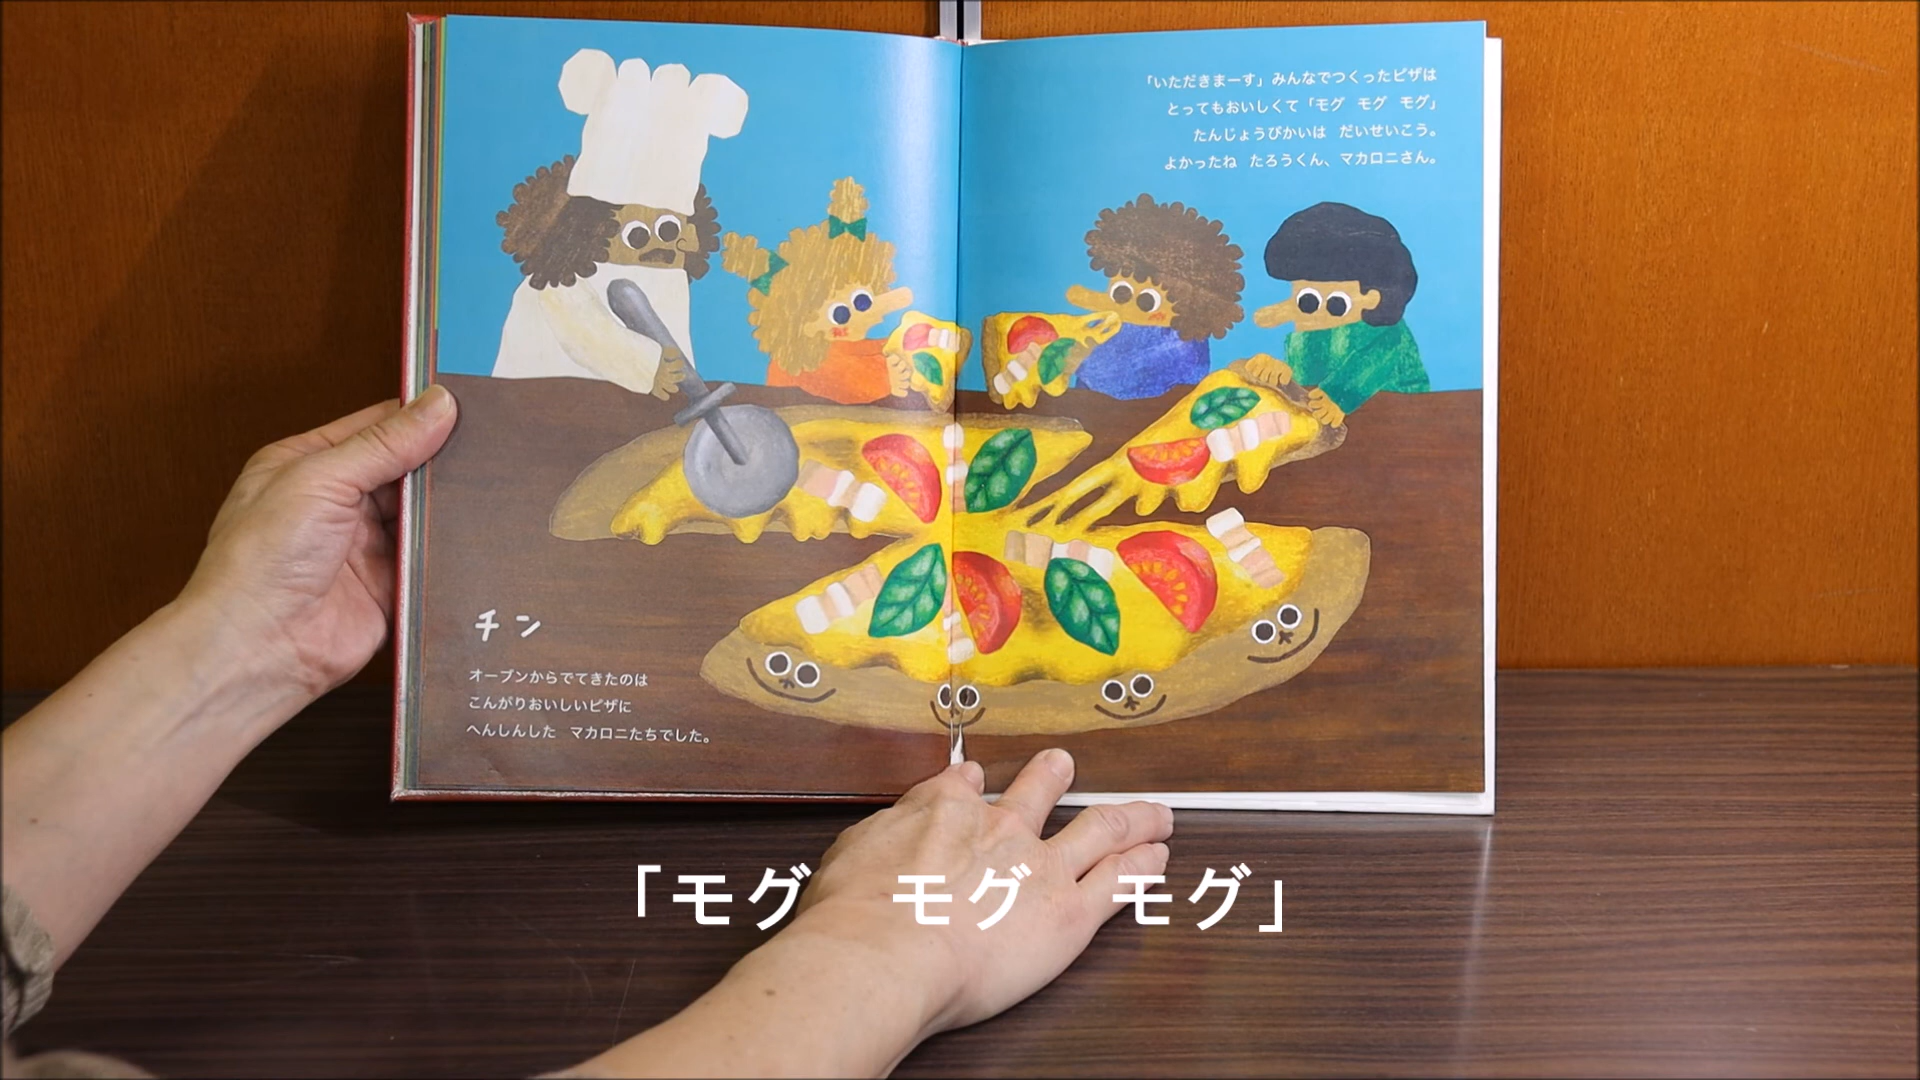 チン
オーブンからでてきたのは
こんがりおいしいピザに
へんしんした　マカロニたちでした。
「いただきまーす」みんなでつくったピザは
とってもおいしくて「モグ　モグ　モグ」
たんじょうびかいは　だいせいこう。
よかったね　たろうくん、マカロニさん。
「モグ　モグ　モグ」